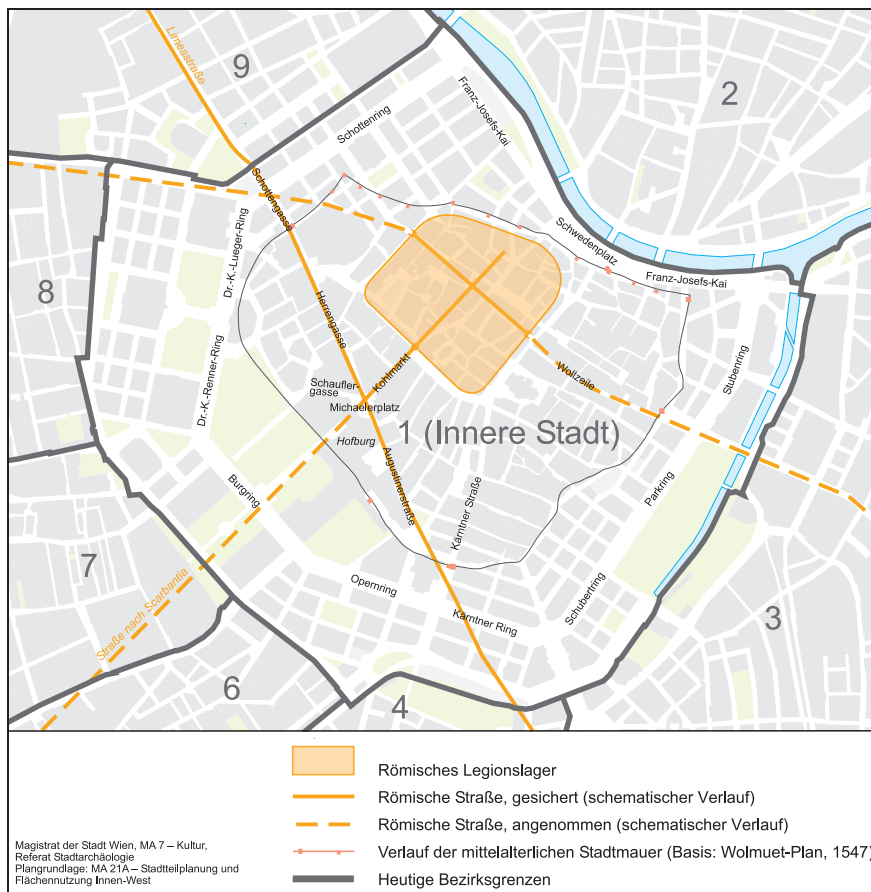 Limesstraße
9
2
Schottenring
Franz-Josefs-Kai
Schottengasse
Dr.-K.-Lueger-Ring
Schwedenplatz
Franz-Josefs-Kai
8
Herrengasse
Stubenring
Kohlmarkt
Wollzeile
Dr.-K.-Renner-Ring
Schaufler-
gasse
Michaelerplatz
Hofburg
1 (Innere Stadt)
Augustinerstraße
Burgring
Kärntner Straße
Parkring
7
Opernring
Schubertring
Kärntner Ring
Straße nach Scarbantia
3
6
4
Römisches Legionslager
Römische Straße, gesichert (schematischer Verlauf)
Römische Straße, angenommen (schematischer Verlauf)
Verlauf der mittelalterlichen Stadtmauer (Basis: Wolmuet-Plan, 1547)
Heutige Bezirksgrenzen
Magistrat der Stadt Wien, MA 7 – Kultur,
Referat Stadtarchäologie
Plangrundlage: MA 21A – Stadtteilplanung und
Flächennutzung Innen-West